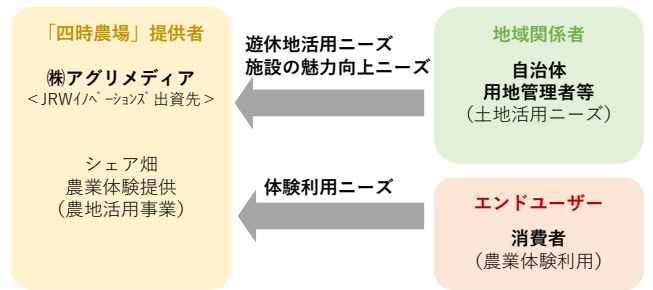 「四時農場」提供者
㈱アグリメディア
<JRWｲﾉﾍﾞｰｼｮﾝｽﾞ出資先>
シェア畑
農業体験提供
(農地活用事業)
遊休地活用ニーズ
施設の魅力向上ニーズ
体験利用ニーズ
地域関係者
自治体
用地管理者等
(土地活用ニーズ)
エンドユーザー
消費者
(農業体験利用)